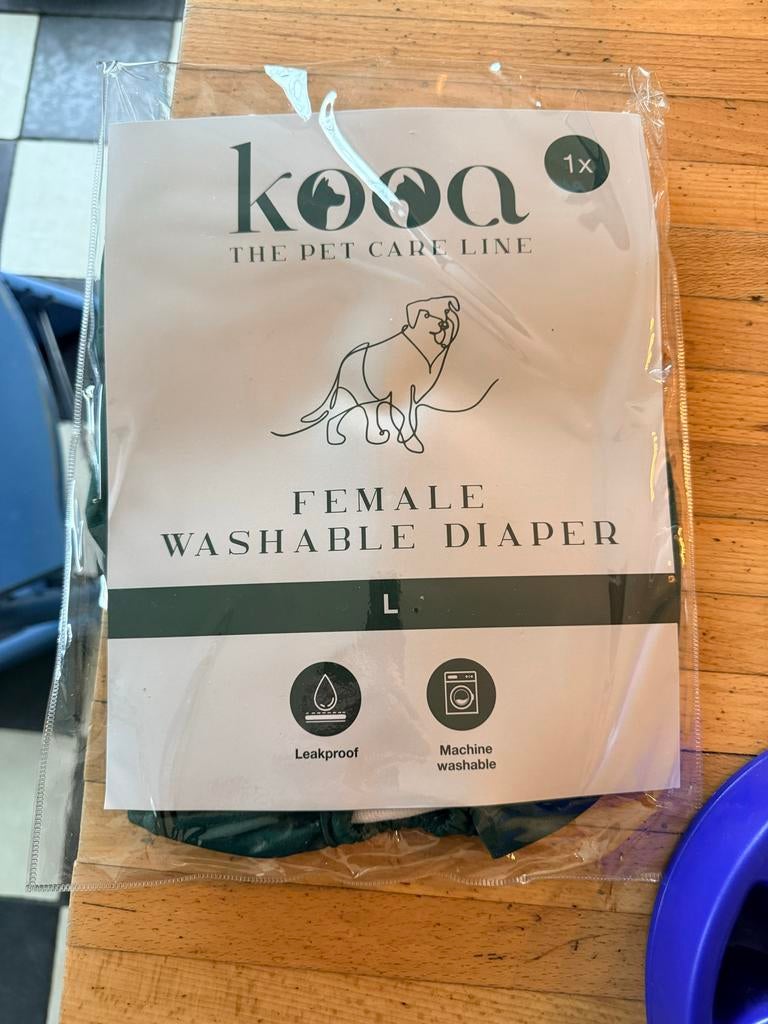 kooa
1x
THE PET CARE LINE
FEMALE
WASHABLE DIAPER
L
Leakproof
Machine
washable